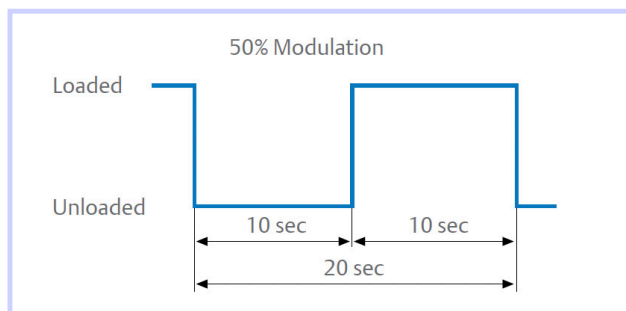 50% Modulation
Loaded
Unloaded
10 sec 10 sec
20 sec